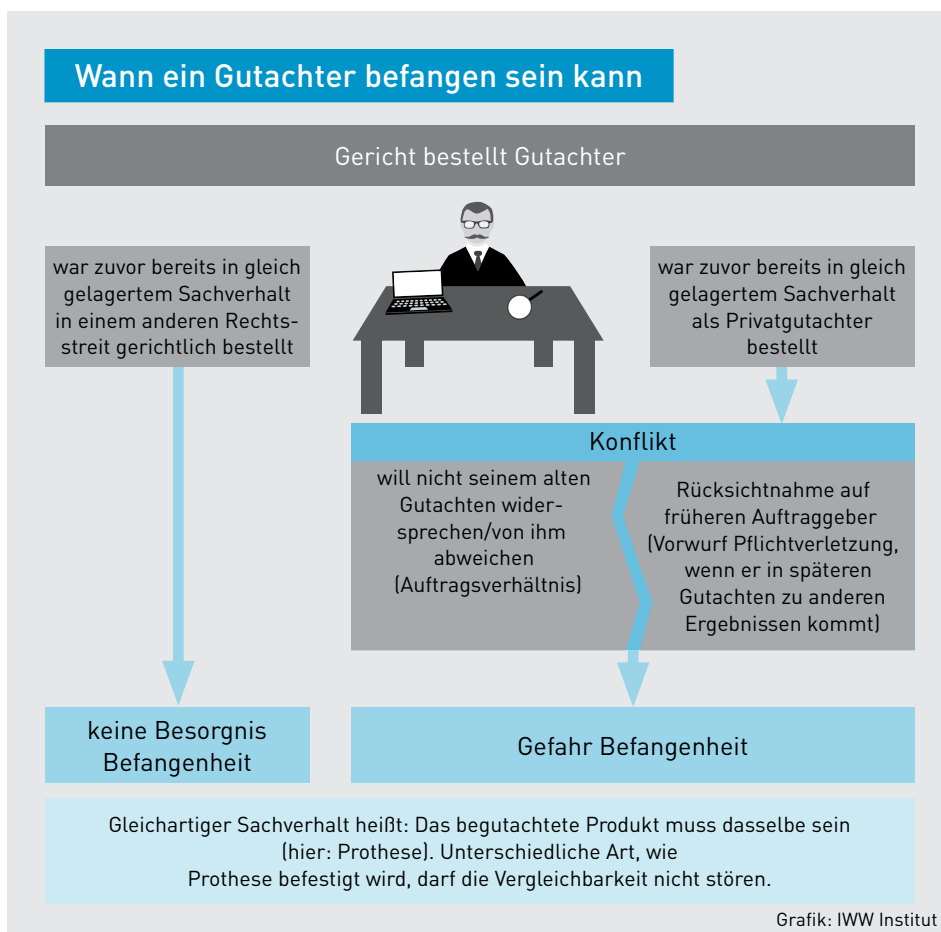 Wann ein Gutachter befangen sein kann
Gericht bestellt Gutachter
war zuvor bereits in gleich
gelagertem Sachverhalt
in einem anderen Rechts-
streit gerichtlich bestellt
war zuvor bereits in gleich
gelagertem Sachverhalt
als Privatgutachter
bestellt
Konflikt
will nicht seinem alten
Gutachten wider-
sprechen/von ihm
abweichen
(Auftragsverhältnis)
Rücksichtnahme auf
früheren Auftraggeber
(Vorwurf Pflichtverletzung,
wenn er in späteren
Gutachten zu anderen
Ergebnissen kommt)
keine Besorgnis
Befangenheit
Gefahr Befangenheit
Gleichartiger Sachverhalt heißt: Das begutachtete Produkt muss dasselbe sein
(hier: Prothese). Unterschiedliche Art, wie
Prothese befestigt wird, darf die Vergleichbarkeit nicht stören.
Grafik: IWW Institut